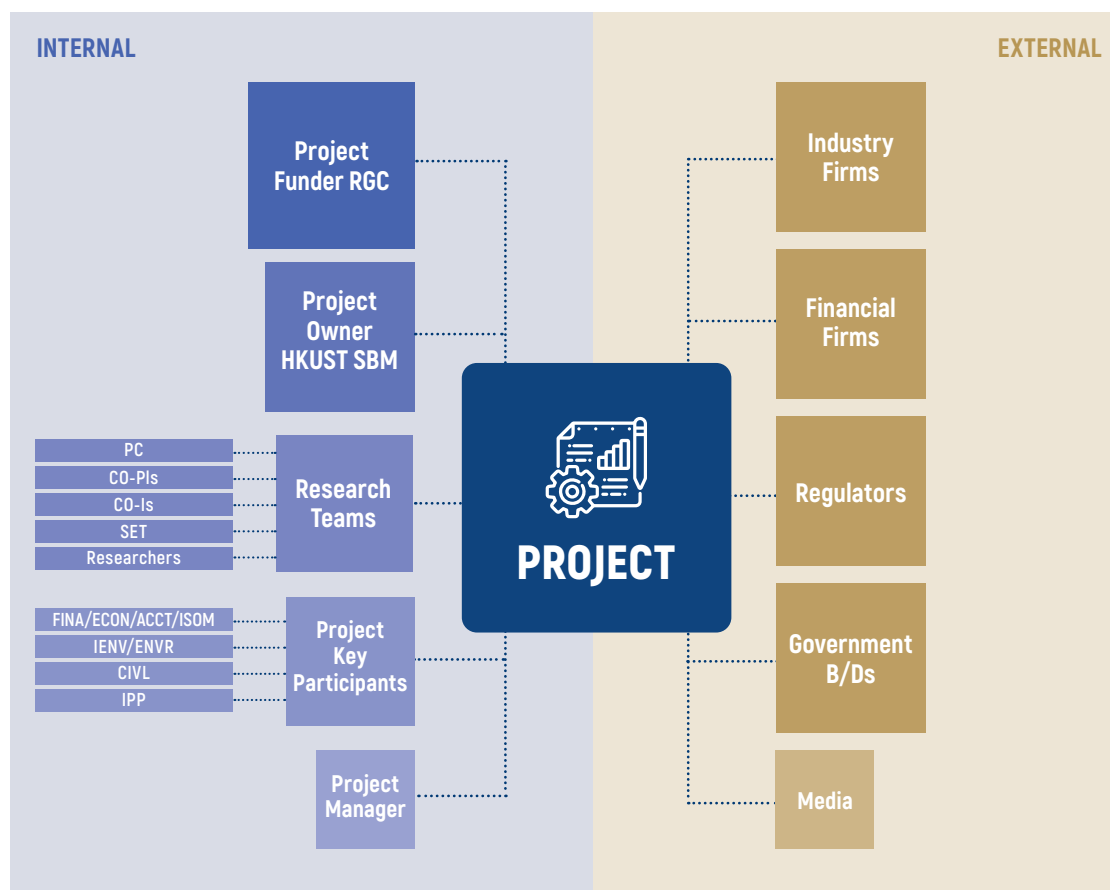 INTERNAL
EXTERNAL
Project
Funder RGC
Project
Owner
HKUST SBM
PC
CO-PIs
CO-Is
SET
Researchers
Research
Teams
FINA/ECON/ACCT/ISOM
IENV/ENVR
CIVL
IPP
Project
Key
Participants
Project
Manager
PROJECT
Industry
Firms
Financial
Firms
Regulators
Government
B/Ds
Media